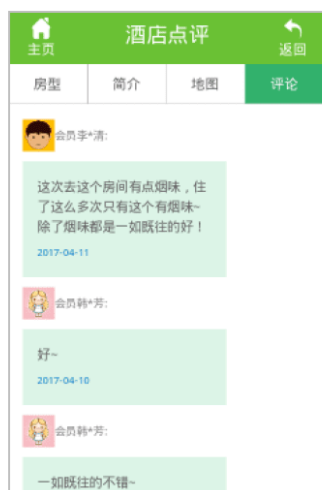 主页
酒店点评
返回
房型
简介
地图
评论
会员李*清:
这次去这个房间有点烟味，住
了这么多次只有这个有烟味~
除了烟味都是一如既往的好！
2017-04-11
会员韩*芳:
好~
2017-04-10
会员韩*芳:
一如既往的不错~